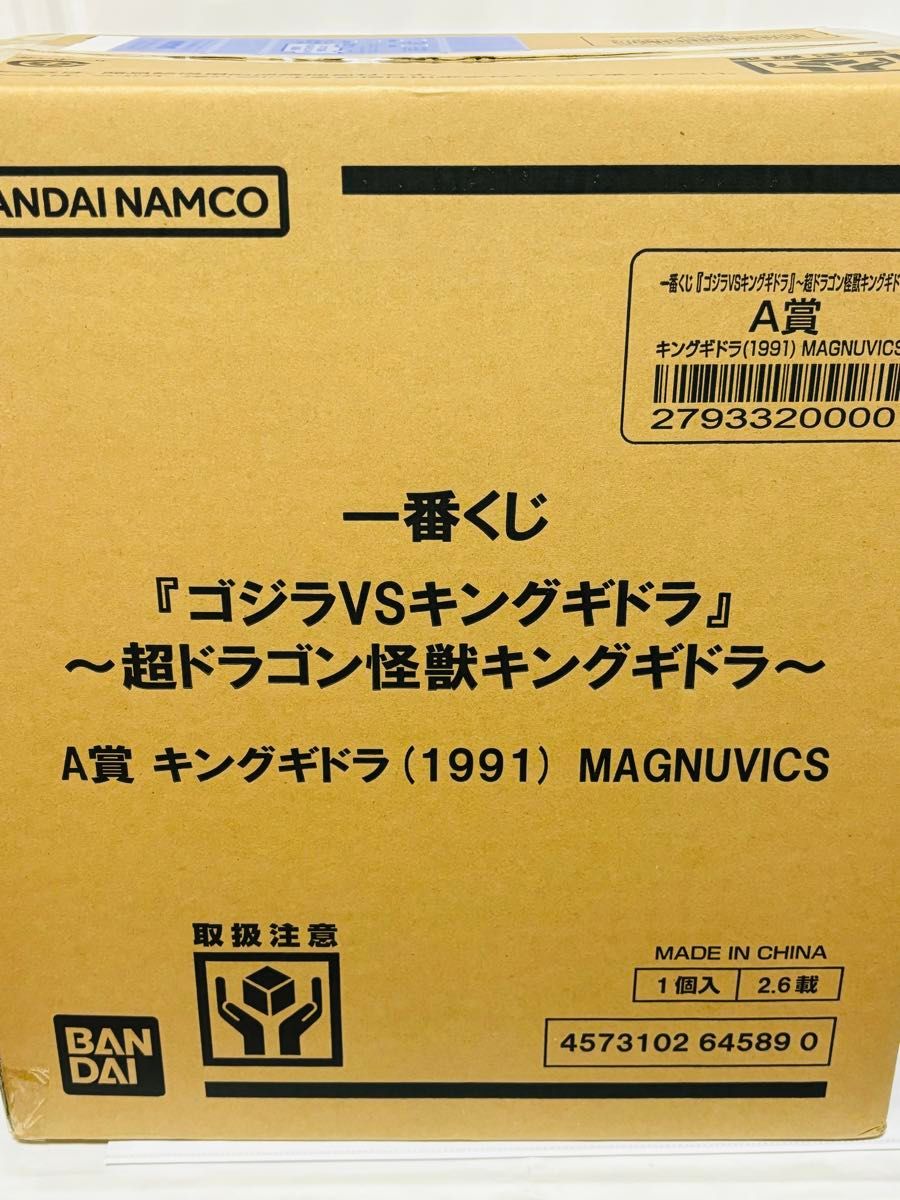 ANDAI NAMCO
一番くじ『ゴジラVSキングギドラ』~超ドラゴン怪獣キングギド
A賞
キングギドラ(1991) MAGNUVICS
2793320000
一番くじ
『ゴジラVSキングギドラ』
~超ドラゴン怪獣キングギドラ~
A賞 キングギドラ(1991) MAGNUVICS
取扱注意
MADE IN CHINA
1個入 2.6載
4573102 64589 0
BAN
DAI